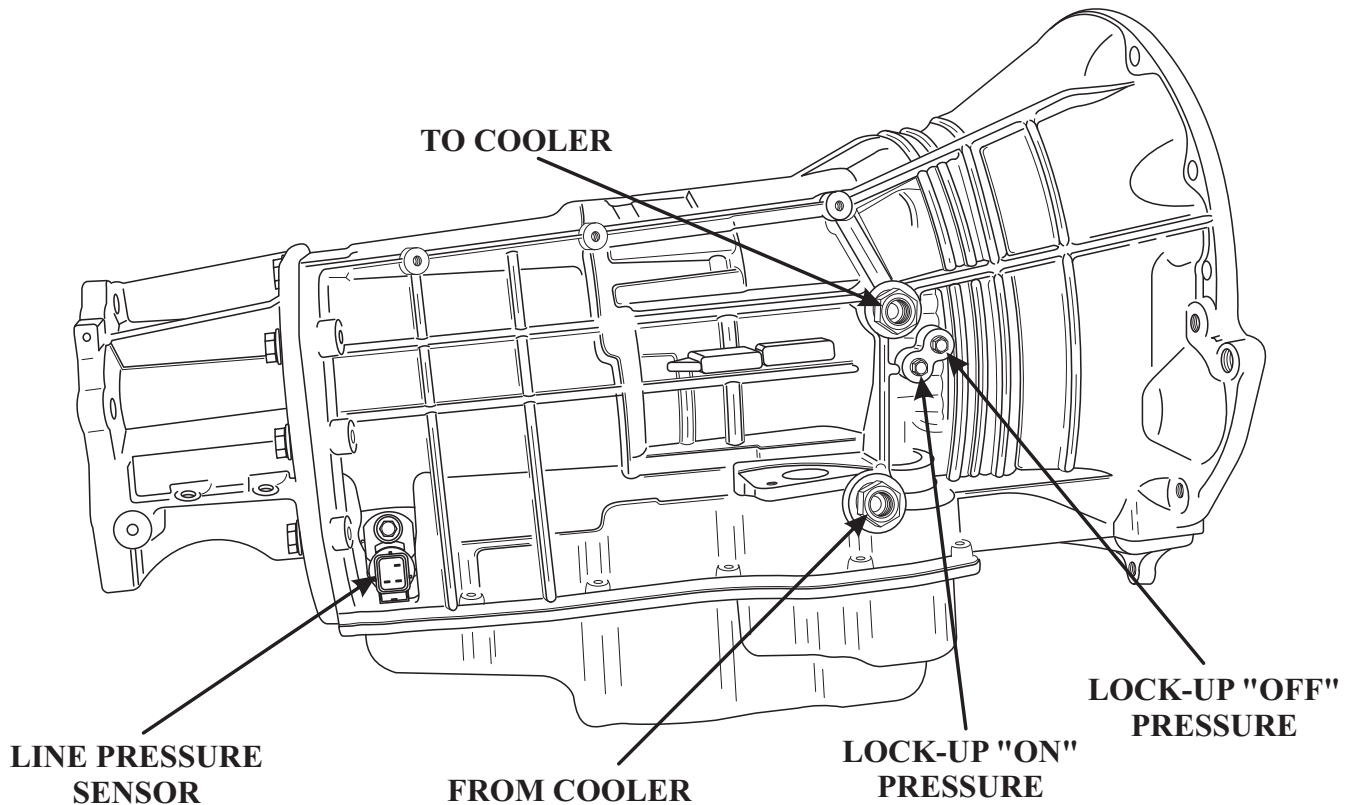 TO COOLER
LOCK-UP "OFF"
PRESSURE
LINE PRESSURE
SENSOR
FROM COOLER
LOCK-UP "ON"
PRESSURE